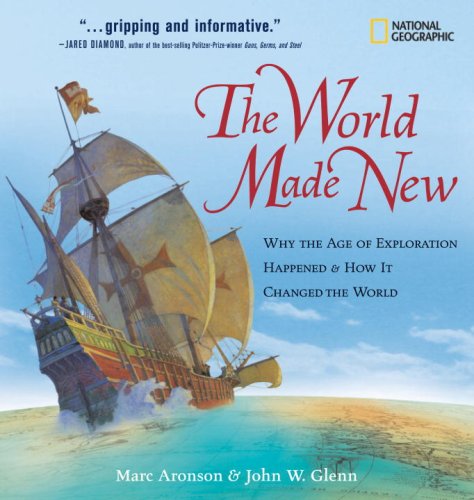 “...gripping and informative.”
—JARED DIAMOND, author of the best-selling Pulitzer-Prize-winner Guns, Germs, and Steel
NATIONAL
GEOGRAPHIC
The World
Made New
WHY THE AGE OF EXPLORATION
HAPPENED & HOW IT
CHANGED THE WORLD
Marc Aronson & John W. Glenn